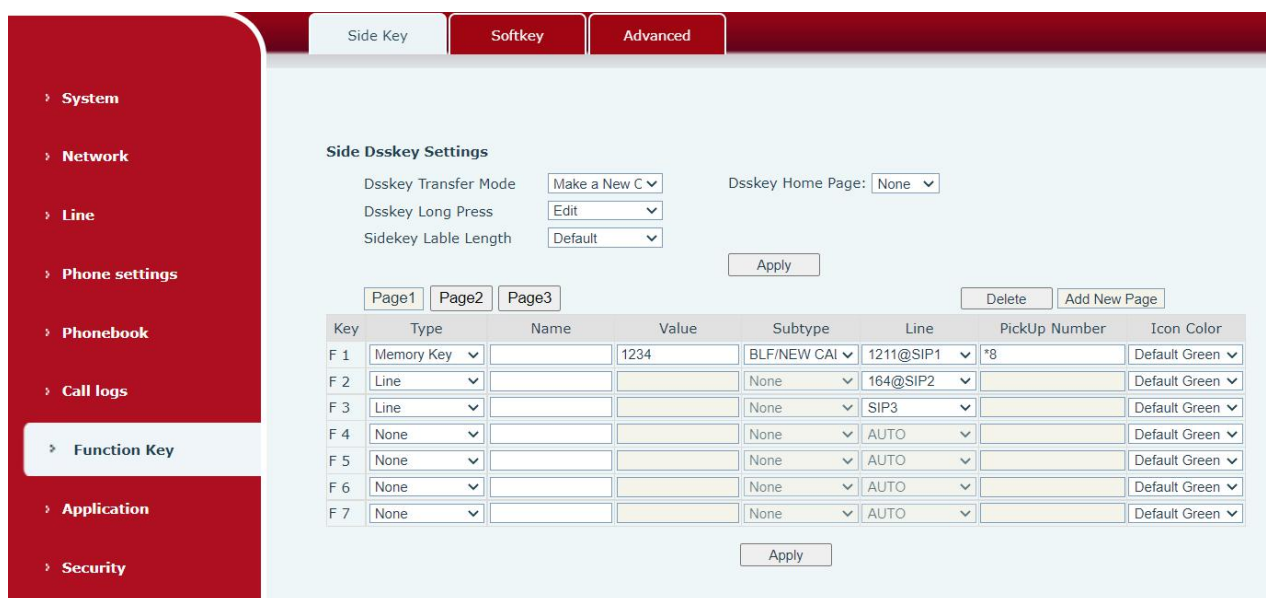 Side Key Softkey Advanced
System
Network
Line
Phone settings
Phonebook
Call logs
Function Key
Application
Security
Side Dsskey Settings
Dsskey Transfer Mode Make a New C Dsskey Home Page: None
Dsskey Long Press Edit
Sidekey Lable Length Default
Apply
Page1 Page2 Page3 Delete Add New Page
Key Type Name Value Subtype Line PickUp Number Icon Color
F 1 Memory Key 1234 BLF/NEW CAL 1211@SIP1 *8 Default Green
F 2 Line None 164@SIP2 Default Green
F 3 Line None SIP3 Default Green
F 4 None None AUTO Default Green
F 5 None None AUTO Default Green
F 6 None None AUTO Default Green
F 7 None None AUTO Default Green
Apply